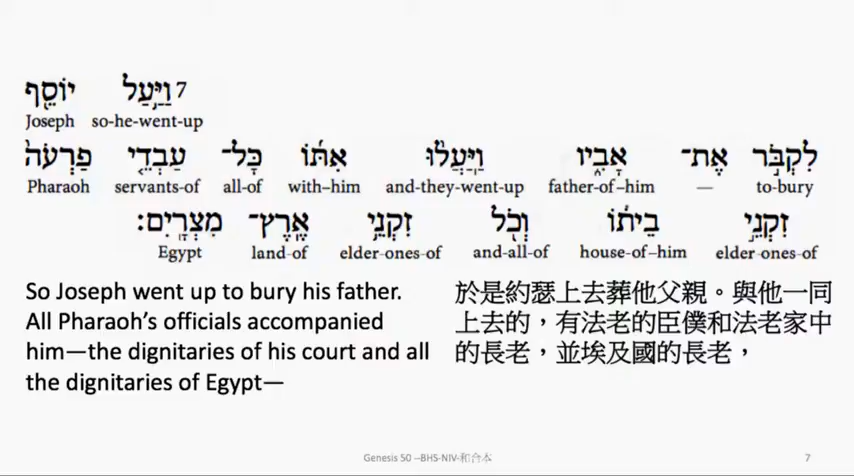 7 וַיַּ֥עַל יוֹסֵ֖ף
so-he-went-up Joseph
לִקְבֹּ֣ר אֶת־ אָבִ֑יו וַיַּֽעֲל֨וּ אִתּ֜וֹ כָּל־ עַבְדֵ֤י פַרְעֹה֙
to-bury — father-of-him and-they-went-up with-him all-of servants-of Pharaoh
זִקְנֵ֣י בֵית֔וֹ וְכֹ֖ל זִקְנֵ֥י אֶֽרֶץ־ מִצְרָֽיִם׃
elder-ones-of house-of-him and-all-of elder-ones-of land-of Egypt
So Joseph went up to bury his father.
All Pharaoh’s officials accompanied
him—the dignitaries of his court and all
the dignitaries of Egypt—
於是約瑟上去葬他父親。與他一同
上去的，有法老的臣僕和法老家中
的長老，並埃及國的長老，
Genesis 50 --BHS-NIV-和合本
7